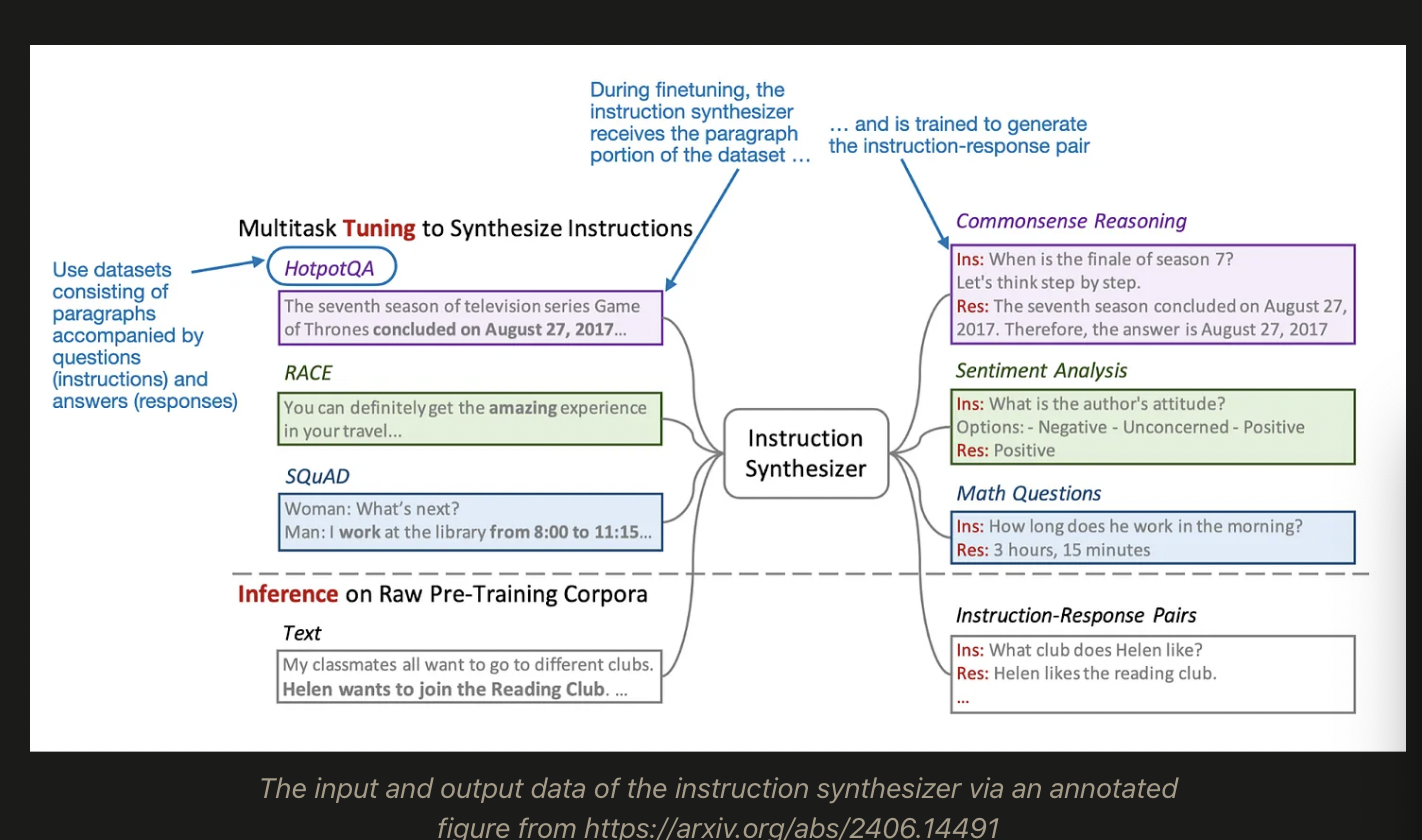 During finetuning, the
instruction synthesizer
receives the paragraph
portion of the dataset …
… and is trained to generate
the instruction-response pair
Multitask Tuning to Synthesize Instructions
Use datasets
consisting of
paragraphs
accompanied by
questions
(instructions) and
answers (responses)
HotpotQA
The seventh season of television series Game
of Thrones concluded on August 27, 2017...
RACE
You can definitely get the amazing experience
in your travel...
SQuAD
Woman: What's next?
Man: I work at the library from 8:00 to 11:15...
Instruction
Synthesizer
Commonsense Reasoning
Ins: When is the finale of season 7?
Let's think step by step.
Res: The seventh season concluded on August 27,
2017. Therefore, the answer is August 27, 2017
Sentiment Analysis
Ins: What is the author's attitude?
Options: - Negative - Unconcerned - Positive
Res: Positive
Math Questions
Ins: How long does he work in the morning?
Res: 3 hours, 15 minutes
Inference on Raw Pre-Training Corpora
Text
My classmates all want to go to different clubs.
Helen wants to join the Reading Club. ...
Instruction-Response Pairs
Ins: What club does Helen like?
Res: Helen likes the reading club.
...
The input and output data of the instruction synthesizer via an annotated
figure from https://arxiv.org/abs/2406.14491